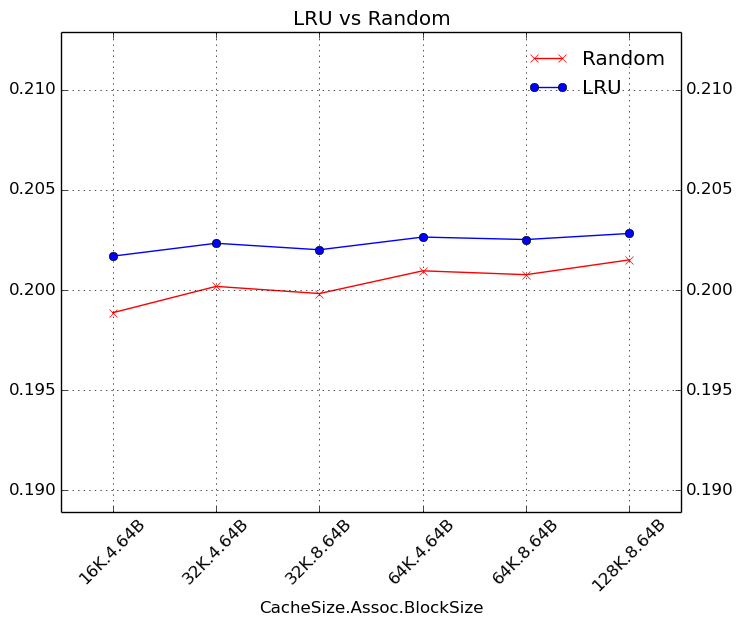 LRU vs Random
Random
LRU
0.210 0.210
0.205 0.205
0.200 0.200
0.195 0.195
0.190 0.190
16K.4.64B 32K.4.64B 32K.8.64B 64K.4.64B 64K.8.64B 128K.8.64B
CacheSize.Assoc.BlockSize